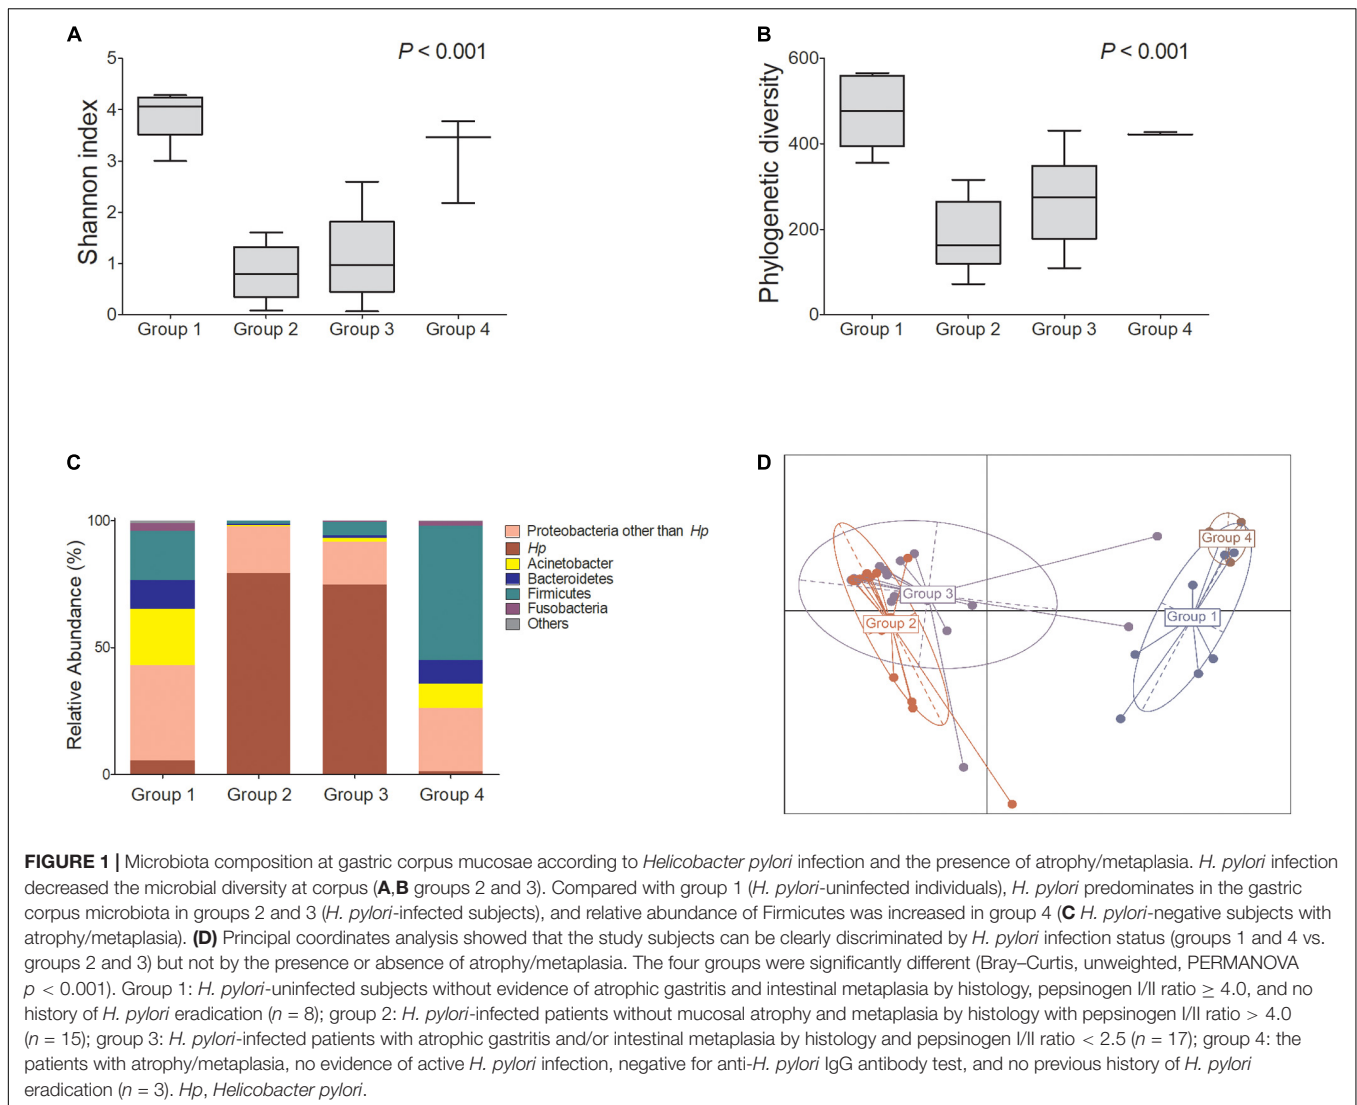 A
P < 0.001
5
4
3
2
1
0
Shannon index
Group 1 Group 2 Group 3 Group 4
B
P < 0.001
600
400
200
0
Phylogenetic diversity
Group 1 Group 2 Group 3 Group 4
C
100
50
0
Relative Abundance (%)
Group 1 Group 2 Group 3 Group 4
Proteobacteria other than Hp
Hp
Acinetobacter
Bacteroidetes
Firmicutes
Fusobacteria
Others
D
Group 4
Group 3
Group 1
Group 2
FIGURE 1 | Microbiota composition at gastric corpus mucosae according to Helicobacter pylori infection and the presence of atrophy/metaplasia. H. pylori infection
decreased the microbial diversity at corpus (A,B groups 2 and 3). Compared with group 1 (H. pylori-uninfected individuals), H. pylori predominates in the gastric
corpus microbiota in groups 2 and 3 (H. pylori-infected subjects), and relative abundance of Firmicutes was increased in group 4 (C H. pylori-negative subjects with
atrophy/metaplasia). (D) Principal coordinates analysis showed that the study subjects can be clearly discriminated by H. pylori infection status (groups 1 and 4 vs.
groups 2 and 3) but not by the presence or absence of atrophy/metaplasia. The four groups were significantly different (Bray–Curtis, unweighted, PERMANOVA
p < 0.001). Group 1: H. pylori-uninfected subjects without evidence of atrophic gastritis and intestinal metaplasia by histology, pepsinogen I/II ratio ≥ 4.0, and no
history of H. pylori eradication (n = 8); group 2: H. pylori-infected patients without mucosal atrophy and metaplasia by histology with pepsinogen I/II ratio > 4.0
(n = 15); group 3: H. pylori-infected patients with atrophic gastritis and/or intestinal metaplasia by histology and pepsinogen I/II ratio < 2.5 (n = 17); group 4: the
patients with atrophy/metaplasia, no evidence of active H. pylori infection, negative for anti-H. pylori IgG antibody test, and no previous history of H. pylori
eradication (n = 3). Hp, Helicobacter pylori.